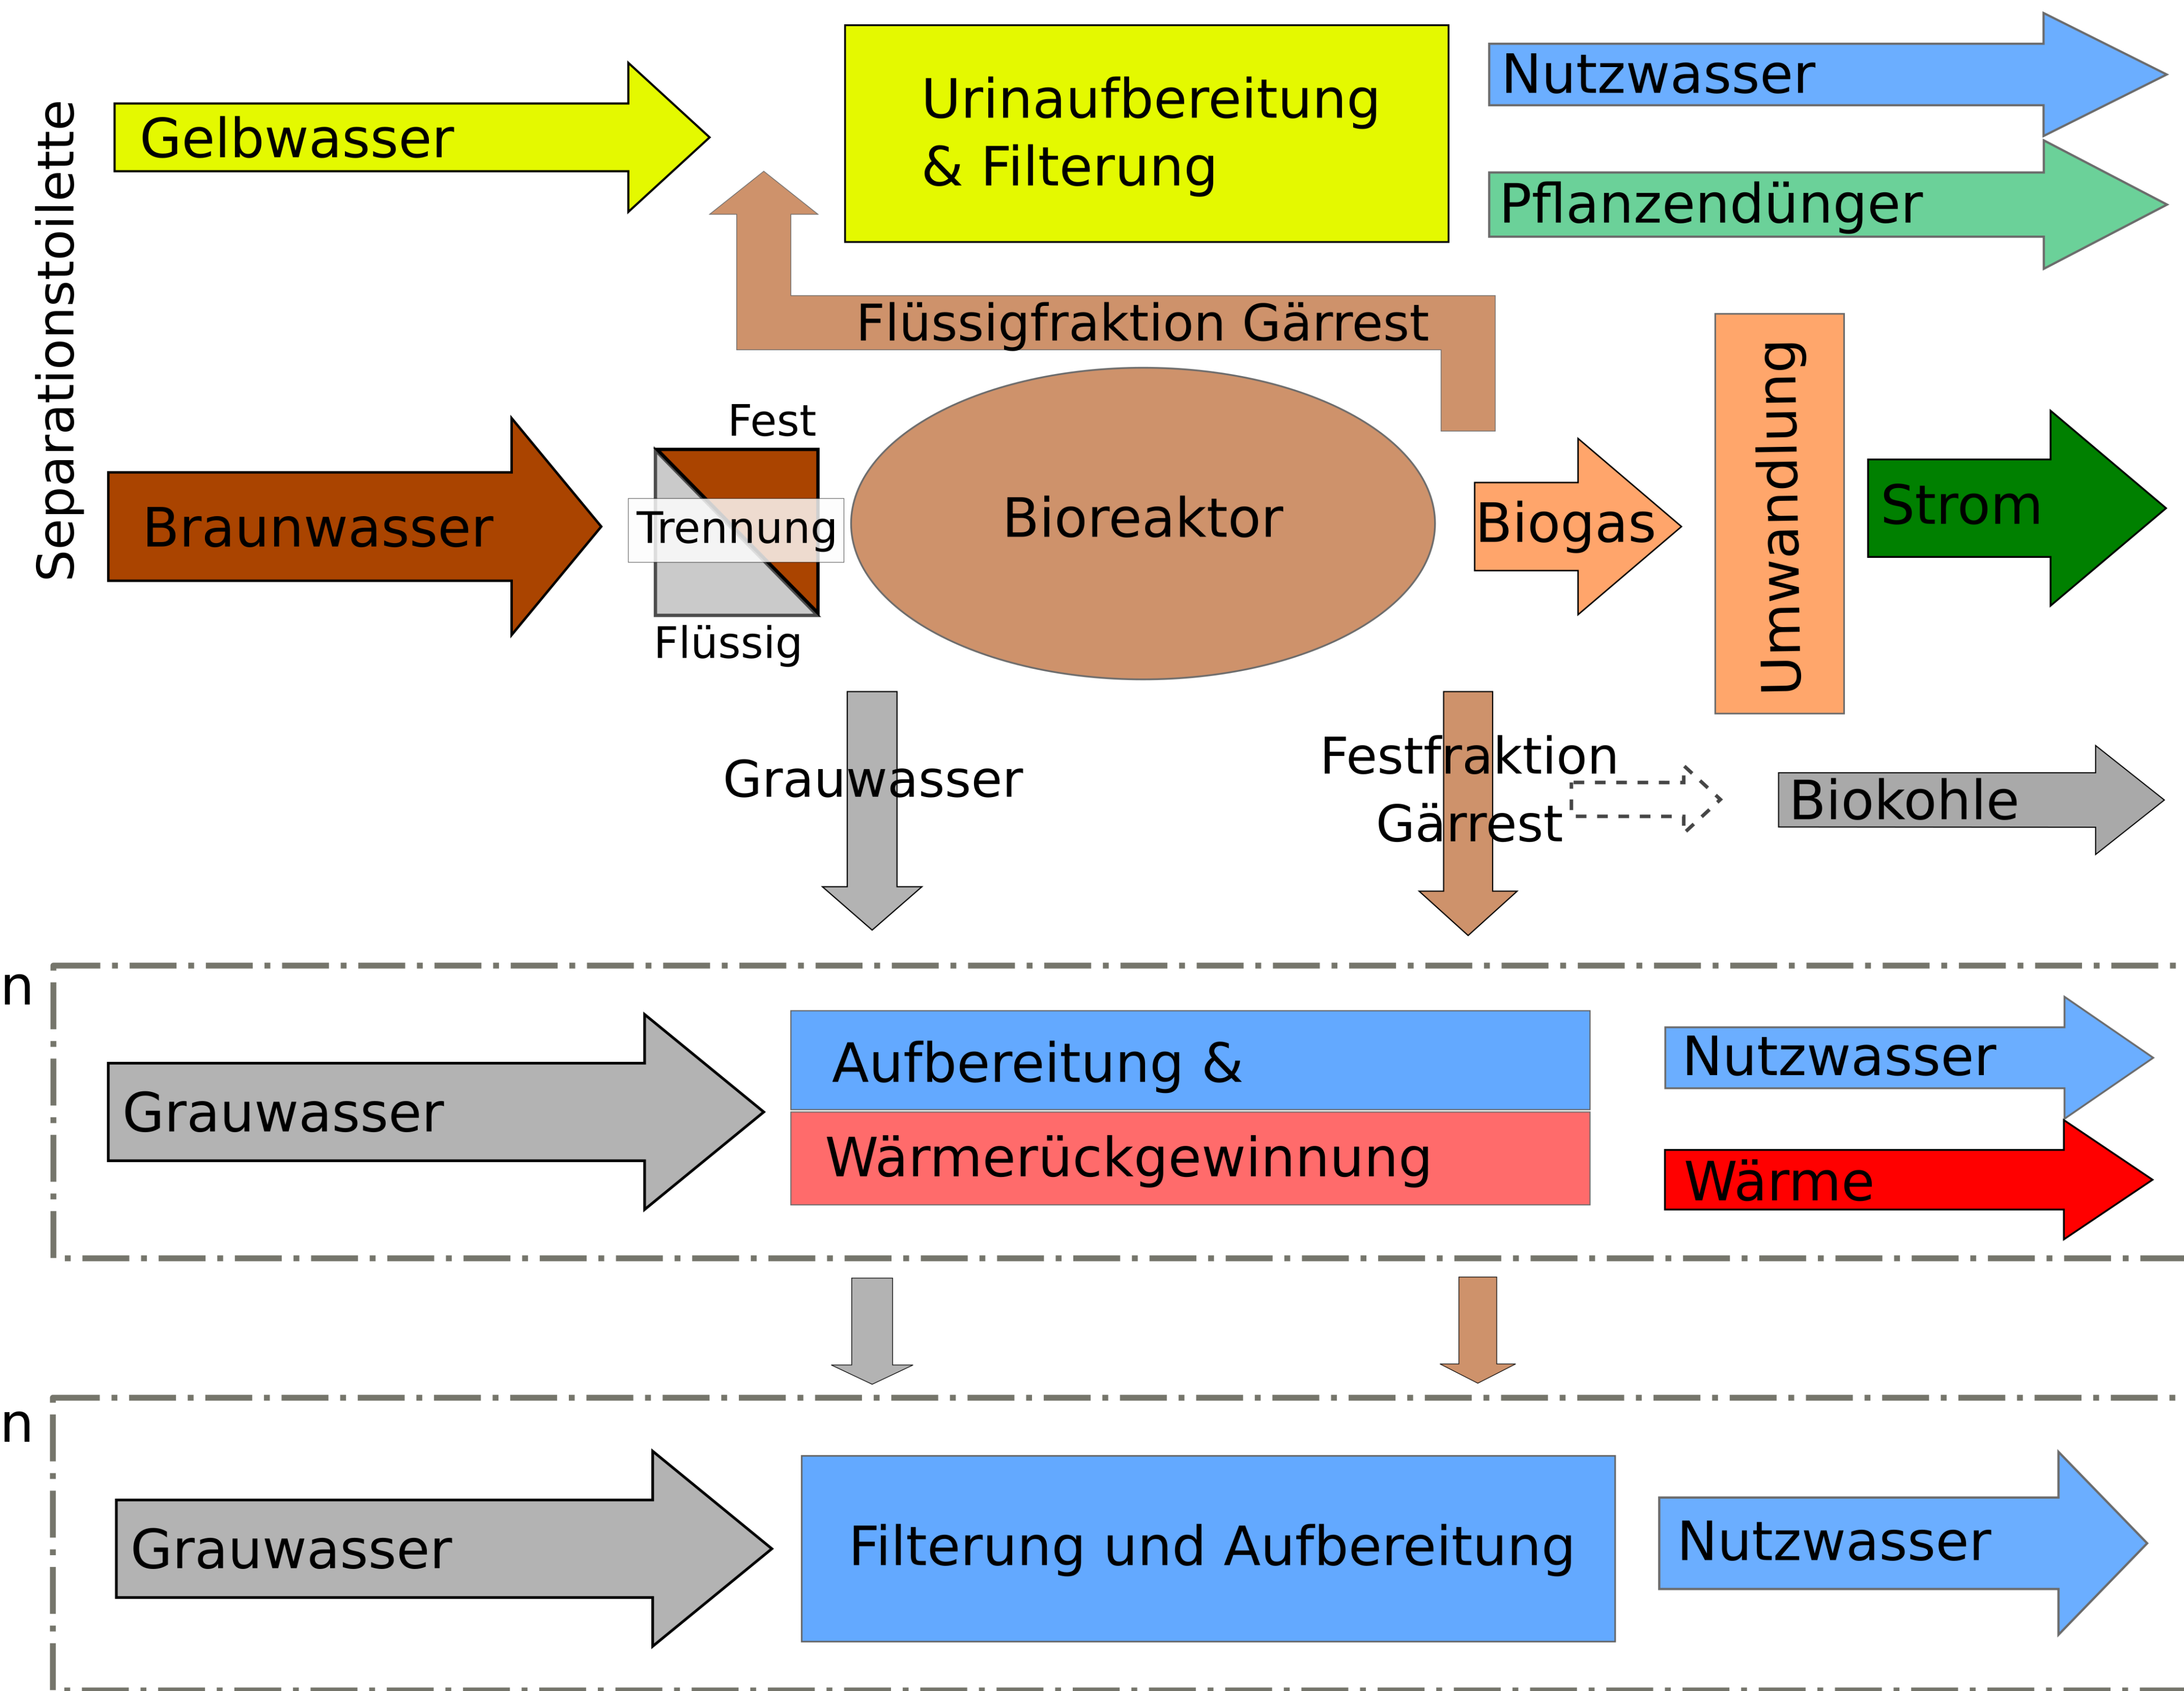 Separationstoilette
Gelbwasser
Urinaufbereitung
& Filterung
Nutzwasser
Pflanzendünger
Flüssigfraktion Gärrest
Braunwasser
Fest
Trennung
Flüssig
Bioreaktor
Biogas
Umwandlung
Strom
Grauwasser
Festfraktion
Gärrest
Biokohle
n
Grauwasser
Aufbereitung &
Wärmerückgewinnung
Nutzwasser
Wärme
n
Grauwasser
Filterung und Aufbereitung
Nutzwasser